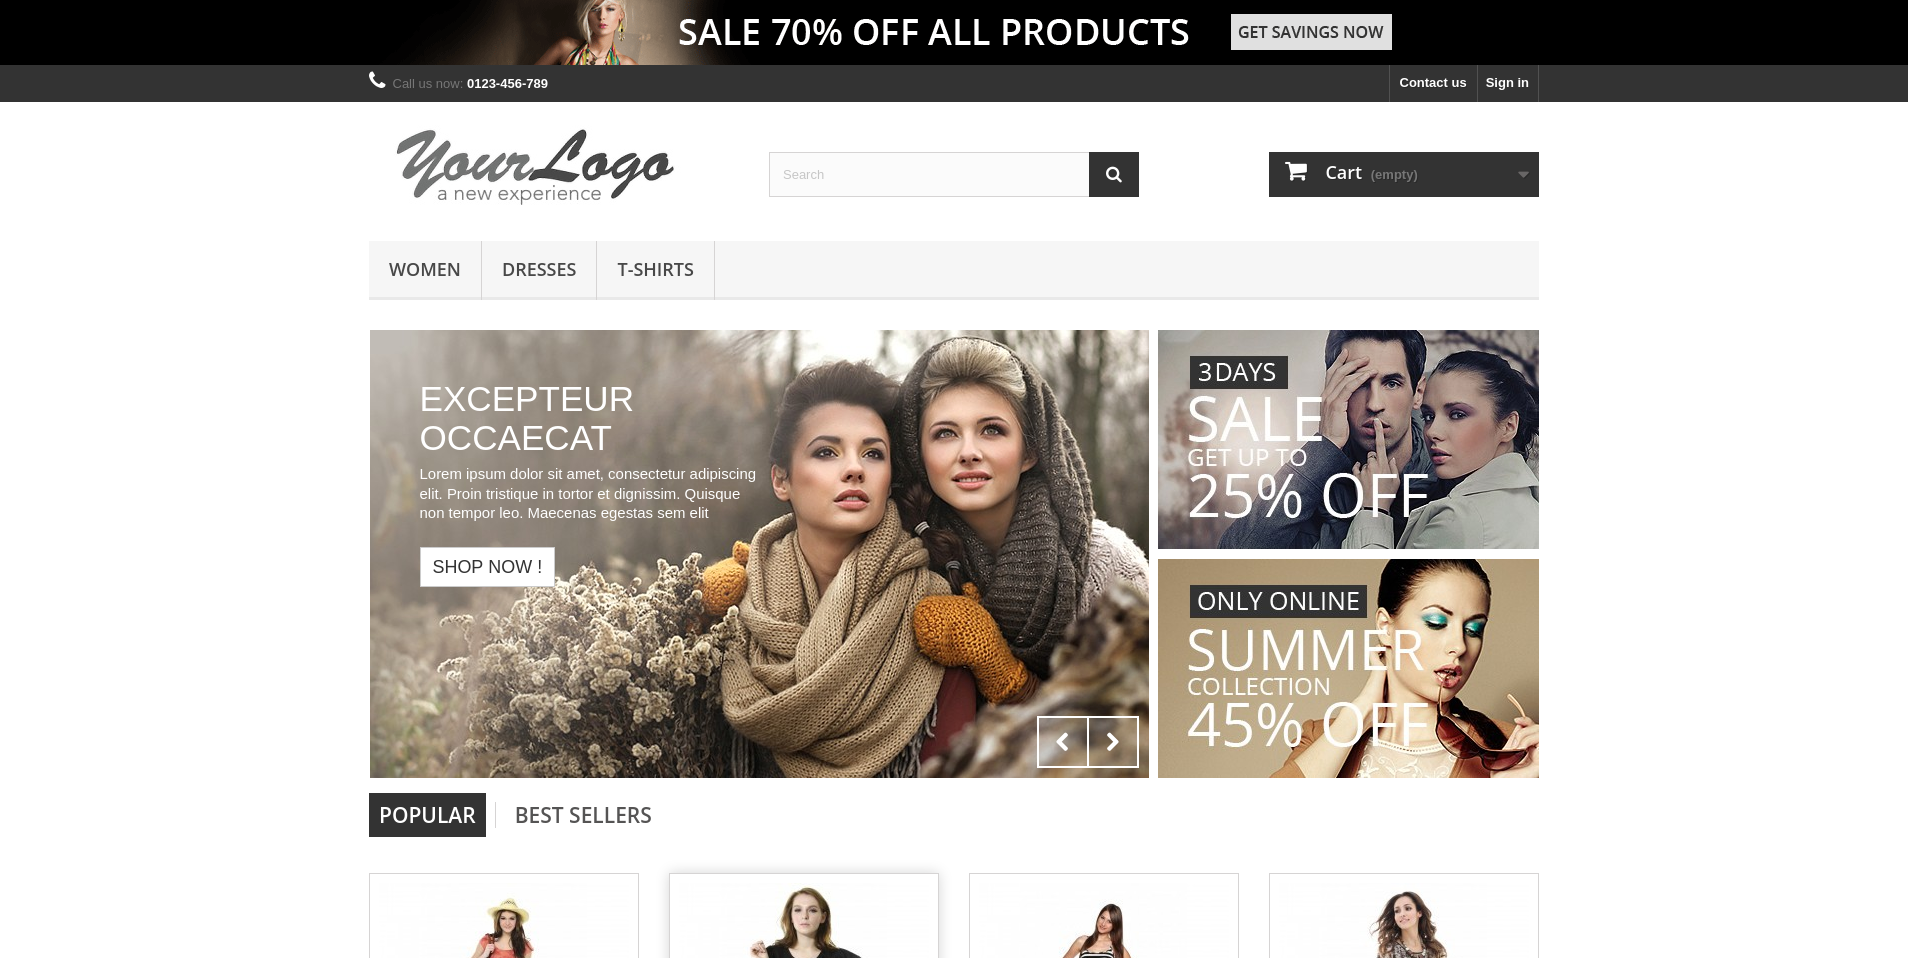 SALE 70% OFF ALL PRODUCTS
GET SAVINGS NOW
Call us now: 0123-456-789
Contact us
Sign in
YourLogo
a new experience
Search
Cart (empty)
WOMEN
DRESSES
T-SHIRTS
EXCEPTEUR
OCCAECAT
Lorem ipsum dolor sit amet, consectetur adipiscing
elit. Proin tristique in tortor et dignissim. Quisque
non tempor leo. Maecenas egestas sem elit
SHOP NOW !
3 DAYS
SALE
GET UP TO
25% OFF
ONLY ONLINE
SUMMER
COLLECTION
45% OFF
POPULAR
BEST SELLERS